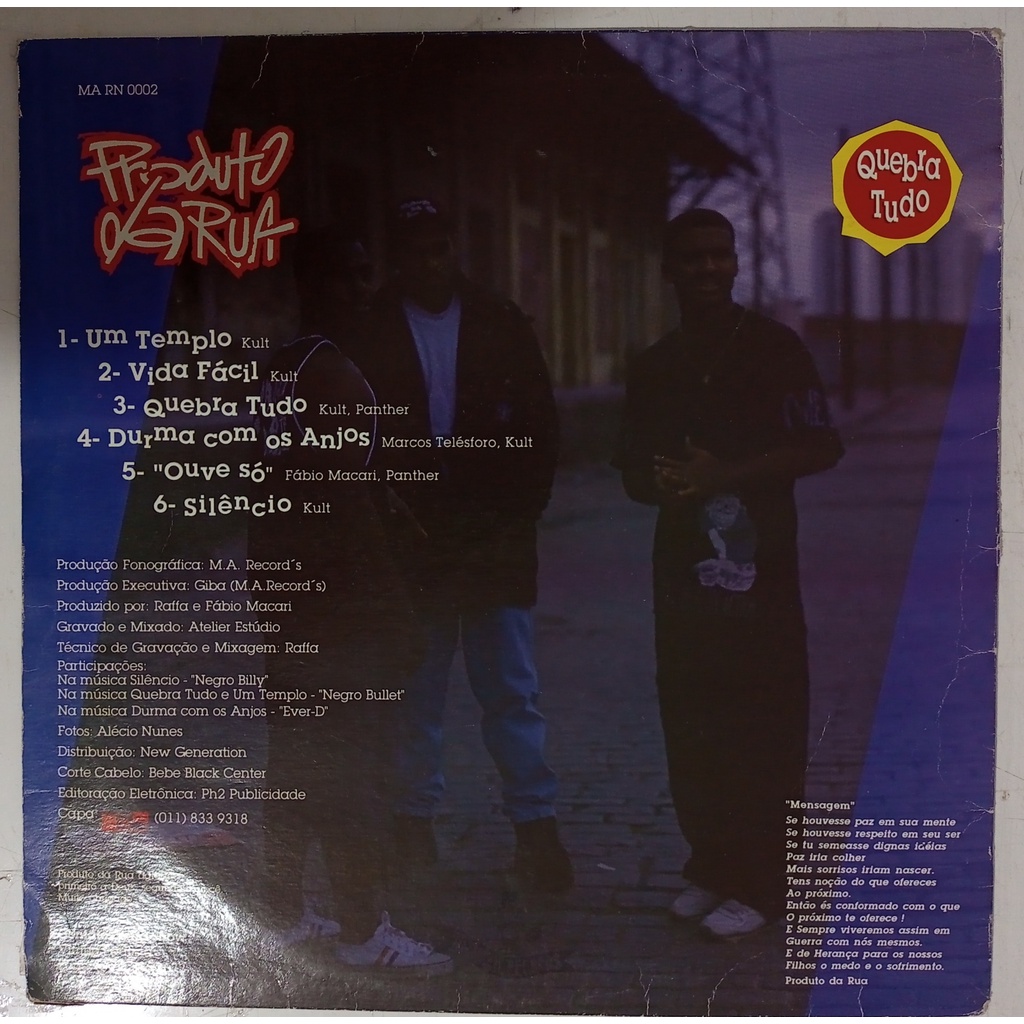 MA RN 0002
Produto
da Rua
Quebra
Tudo
1- Um Templo Kult
2- Vida Fácil Kult
3- Quebra Tudo Kult, Panther
4- Durma com os Anjos Marcos Telésforo, Kult
5- "Ouve só" Fábio Macari, Panther
6- Silêncio Kult
Produção Fonográfica: M.A. Record´s
Produção Executiva: Giba (M.A.Record´s)
Produzido por: Raffa e Fábio Macari
Gravado e Mixado: Atelier Estúdio
Técnico de Gravação e Mixagem: Raffa
Participações:
Na música Silêncio - "Negro Billy"
Na música Quebra Tudo e Um Templo - "Negro Bullet"
Na música Durma com os Anjos - "Ever-D"
Fotos: Alécio Nunes
Distribuição: New Generation
Corte Cabelo: Bebe Black Center
Editoração Eletrônica: Ph2 Publicidade
Capa: (011) 833 9318
Produto da Rua
"Mensagem"
Se houvesse paz em sua mente
Se houvesse respeito em seu ser
Se tu semeasse dignas idéias
Paz iria colher
Mais sorrisos iriam nascer.
Tens noção do que ofereces
Ao próximo.
Então és conformado com o que
O próximo te oferece !
E Sempre viveremos assim em
Guerra com nós mesmos.
E de Herança para os nossos
Filhos o medo e o sofrimento.
Produto da Rua